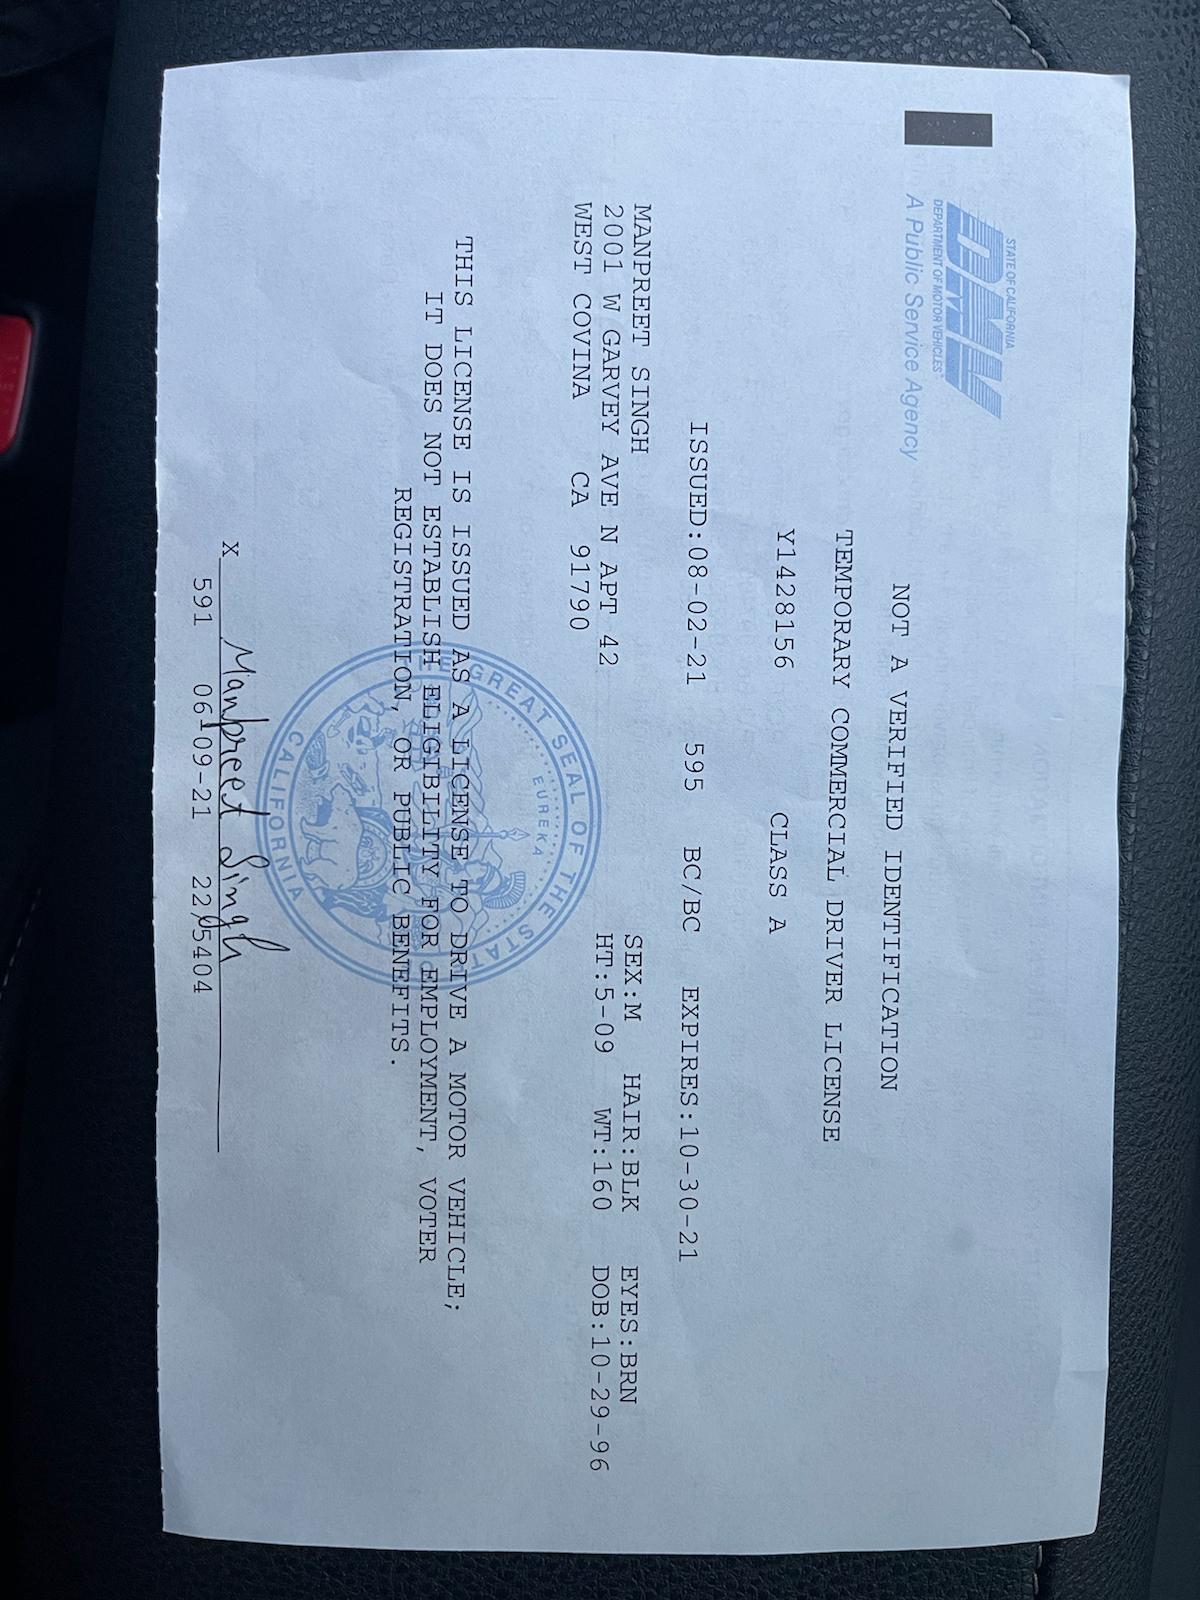 STATE OF CALIFORNIA
DMV
DEPARTMENT OF MOTOR VEHICLES
A Public Service Agency
NOT A VERIFIED IDENTIFICATION
TEMPORARY COMMERCIAL DRIVER LICENSE
Y1428156 CLASS A
ISSUED:08-02-21 595 BC/BC EXPIRES:10-30-21
MANPREET SINGH SEX:M HAIR:BLK EYES:BRN
2001 W GARVEY AVE N APT 42 HT:5-09 WT:160 DOB:10-29-96
WEST COVINA CA 91790
THE GREAT SEAL OF THE STATE OF CALIFORNIA
EUREKA
THIS LICENSE IS ISSUED AS A LICENSE TO DRIVE A MOTOR VEHICLE;
IT DOES NOT ESTABLISH ELIGIBILITY FOR EMPLOYMENT, VOTER
REGISTRATION, OR PUBLIC BENEFITS.
X Manpreet Singh
591 06-09-21